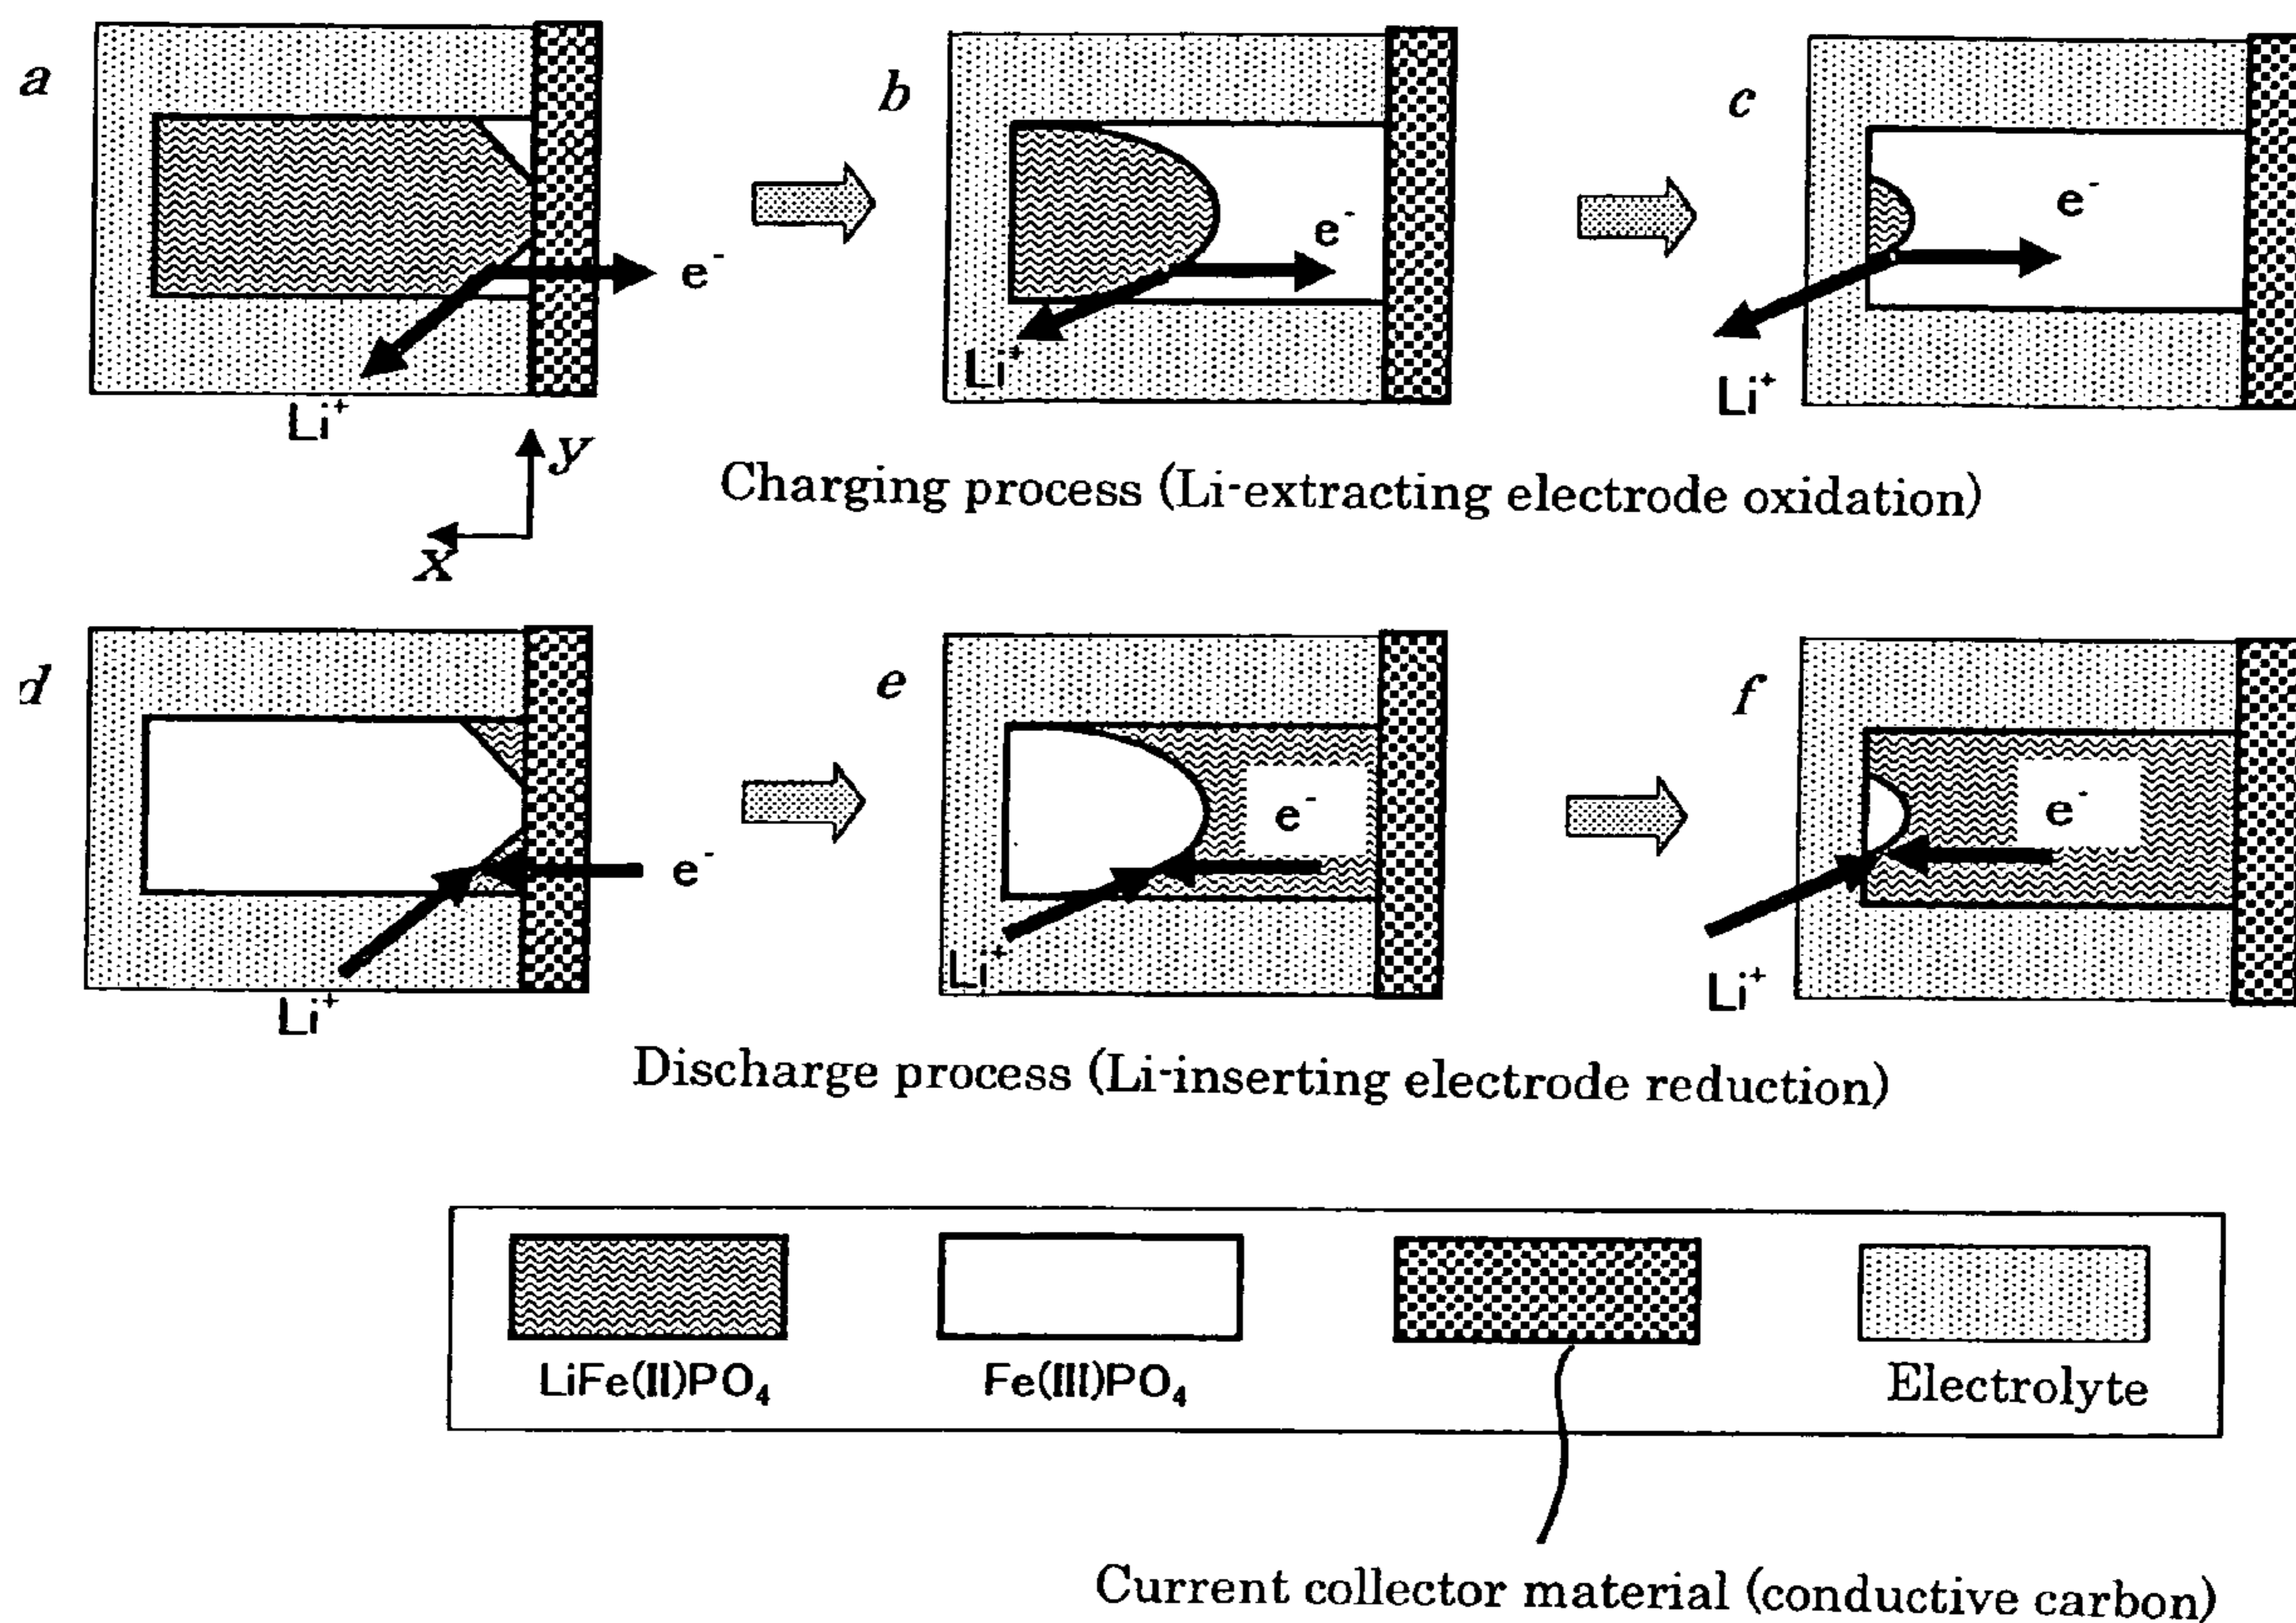 a b c
e⁻ e⁻ e⁻
Li⁺ Li⁺ Li⁺
y
x
Charging process (Li-extracting electrode oxidation)
d e f
e⁻ e⁻ e⁻
Li⁺ Li⁺ Li⁺
Discharge process (Li-inserting electrode reduction)
LiFe(II)PO₄ Fe(III)PO₄ Electrolyte
Current collector material (conductive carbon)